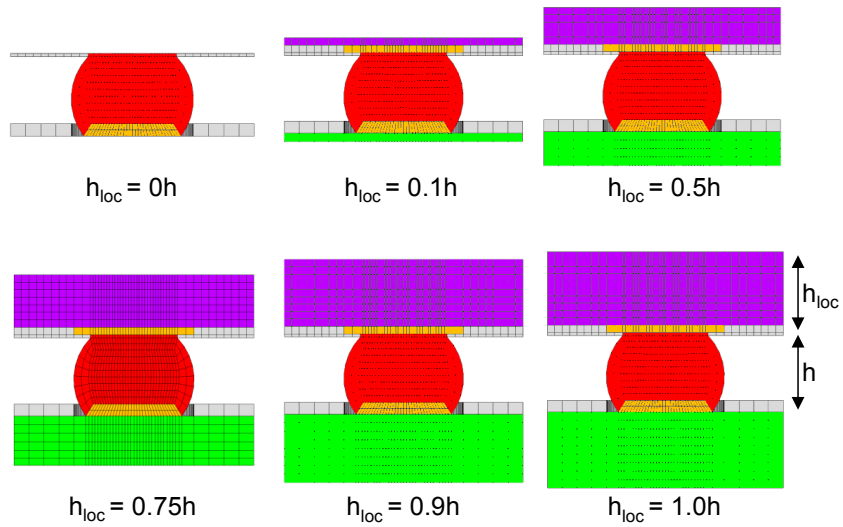 h_loc = 0h
h_loc = 0.1h
h_loc = 0.5h
h_loc
h
h_loc = 0.75h
h_loc = 0.9h
h_loc = 1.0h